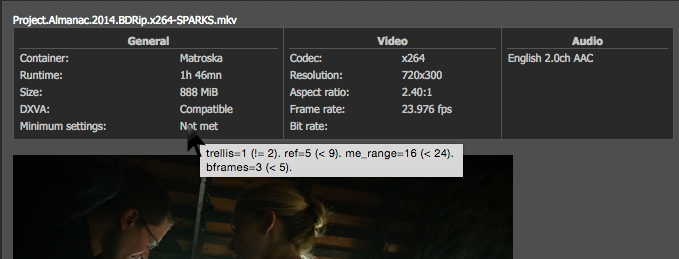 Project.Almanac.2014.BDRip.x264-SPARKS.mkv
General
Container: Matroska
Runtime: 1h 46mn
Size: 888 MiB
DXVA: Compatible
Minimum settings: Not met
Video
Codec: x264
Resolution: 720x300
Aspect ratio: 2.40:1
Frame rate: 23.976 fps
Bit rate:
Audio
English 2.0ch AAC
trellis=1 (!= 2). ref=5 (< 9). me_range=16 (< 24).
bframes=3 (< 5).